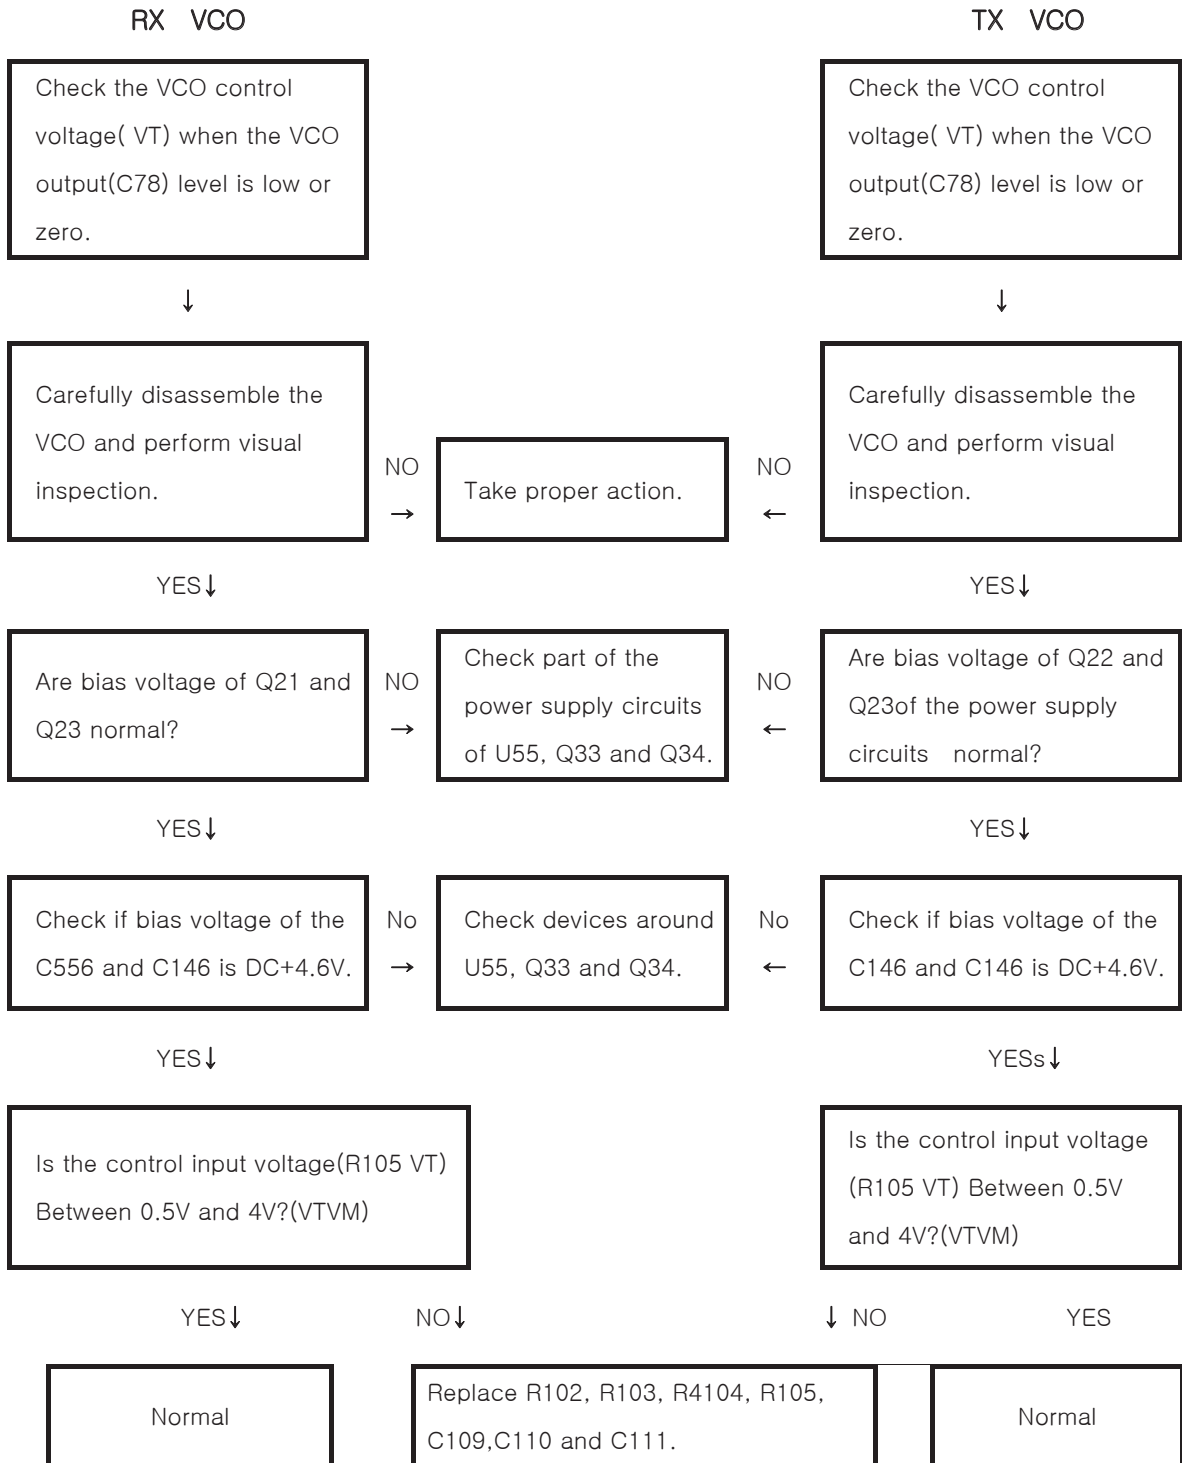 RX VCO
TX VCO
Check the VCO control
voltage( VT) when the VCO
output(C78) level is low or
zero.
Check the VCO control
voltage( VT) when the VCO
output(C78) level is low or
zero.
↓
↓
Carefully disassemble the
VCO and perform visual
inspection.
NO
→
Take proper action.
NO
←
Carefully disassemble the
VCO and perform visual
inspection.
YES↓
YES↓
Are bias voltage of Q21 and
Q23 normal?
NO
→
Check part of the
power supply circuits
of U55, Q33 and Q34.
NO
←
Are bias voltage of Q22 and
Q23of the power supply
circuits normal?
YES↓
YES↓
Check if bias voltage of the
C556 and C146 is DC+4.6V.
No
→
Check devices around
U55, Q33 and Q34.
No
←
Check if bias voltage of the
C146 and C146 is DC+4.6V.
YES↓
YESs↓
Is the control input voltage(R105 VT)
Between 0.5V and 4V?(VTVM)
Is the control input voltage
(R105 VT) Between 0.5V
and 4V?(VTVM)
YES↓
NO↓
↓ NO
YES
Normal
Replace R102, R103, R4104, R105,
C109,C110 and C111.
Normal